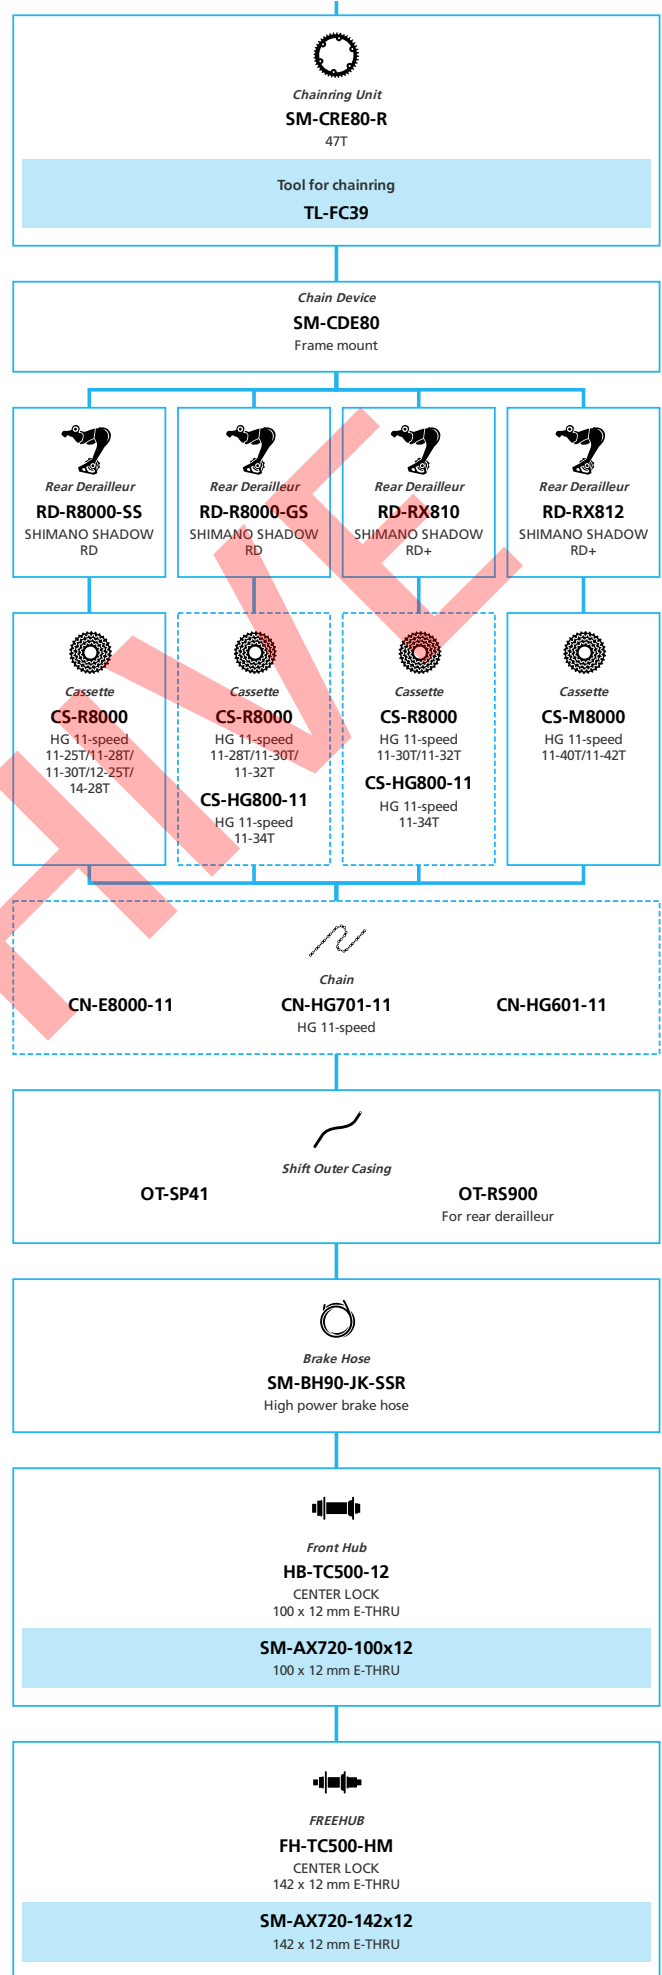 Chainring Unit
SM-CRE80-R
47T
Tool for chainring
TL-FC39
Chain Device
SM-CDE80
Frame mount
Rear Derailleur
RD-R8000-SS
SHIMANO SHADOW
RD
Rear Derailleur
RD-R8000-GS
SHIMANO SHADOW
RD
Rear Derailleur
RD-RX810
SHIMANO SHADOW
RD+
Rear Derailleur
RD-RX812
SHIMANO SHADOW
RD+
Cassette
CS-R8000
HG 11-speed
11-25T/11-28T/
11-30T/12-25T/
14-28T
Cassette
CS-R8000
HG 11-speed
11-28T/11-30T/
11-32T
CS-HG800-11
HG 11-speed
11-34T
Cassette
CS-R8000
HG 11-speed
11-30T/11-32T
CS-HG800-11
HG 11-speed
11-34T
Cassette
CS-M8000
HG 11-speed
11-40T/11-42T
Chain
CN-E8000-11
CN-HG701-11
HG 11-speed
CN-HG601-11
Shift Outer Casing
OT-SP41
OT-RS900
For rear derailleur
Brake Hose
SM-BH90-JK-SSR
High power brake hose
Front Hub
HB-TC500-12
CENTER LOCK
100 x 12 mm E-THRU
SM-AX720-100x12
100 x 12 mm E-THRU
FREEHUB
FH-TC500-HM
CENTER LOCK
142 x 12 mm E-THRU
SM-AX720-142x12
142 x 12 mm E-THRU
HIVE